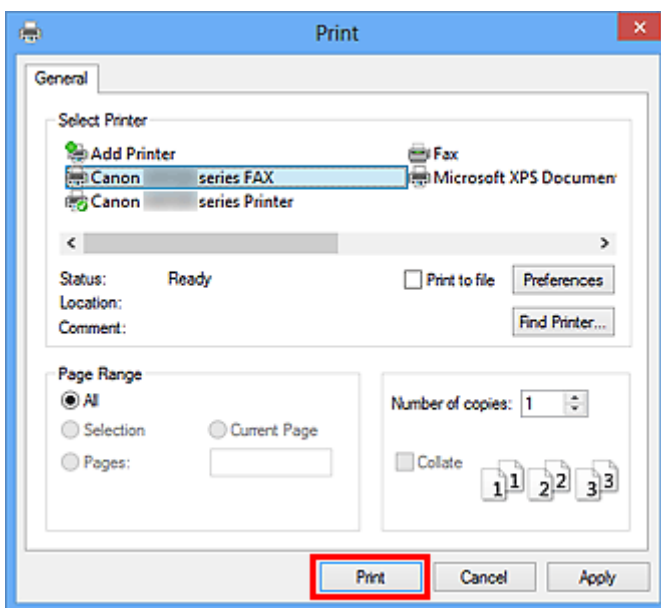 Print
General
Select Printer
Add Printer
Fax
Canon series FAX
Microsoft XPS Documen
Canon series Printer
Status: Ready
Print to file
Preferences
Location:
Comment:
Find Printer...
Page Range
All
Selection
Current Page
Pages:
Number of copies: 1
Collate
1 1 2 2 3 3
Print
Cancel
Apply